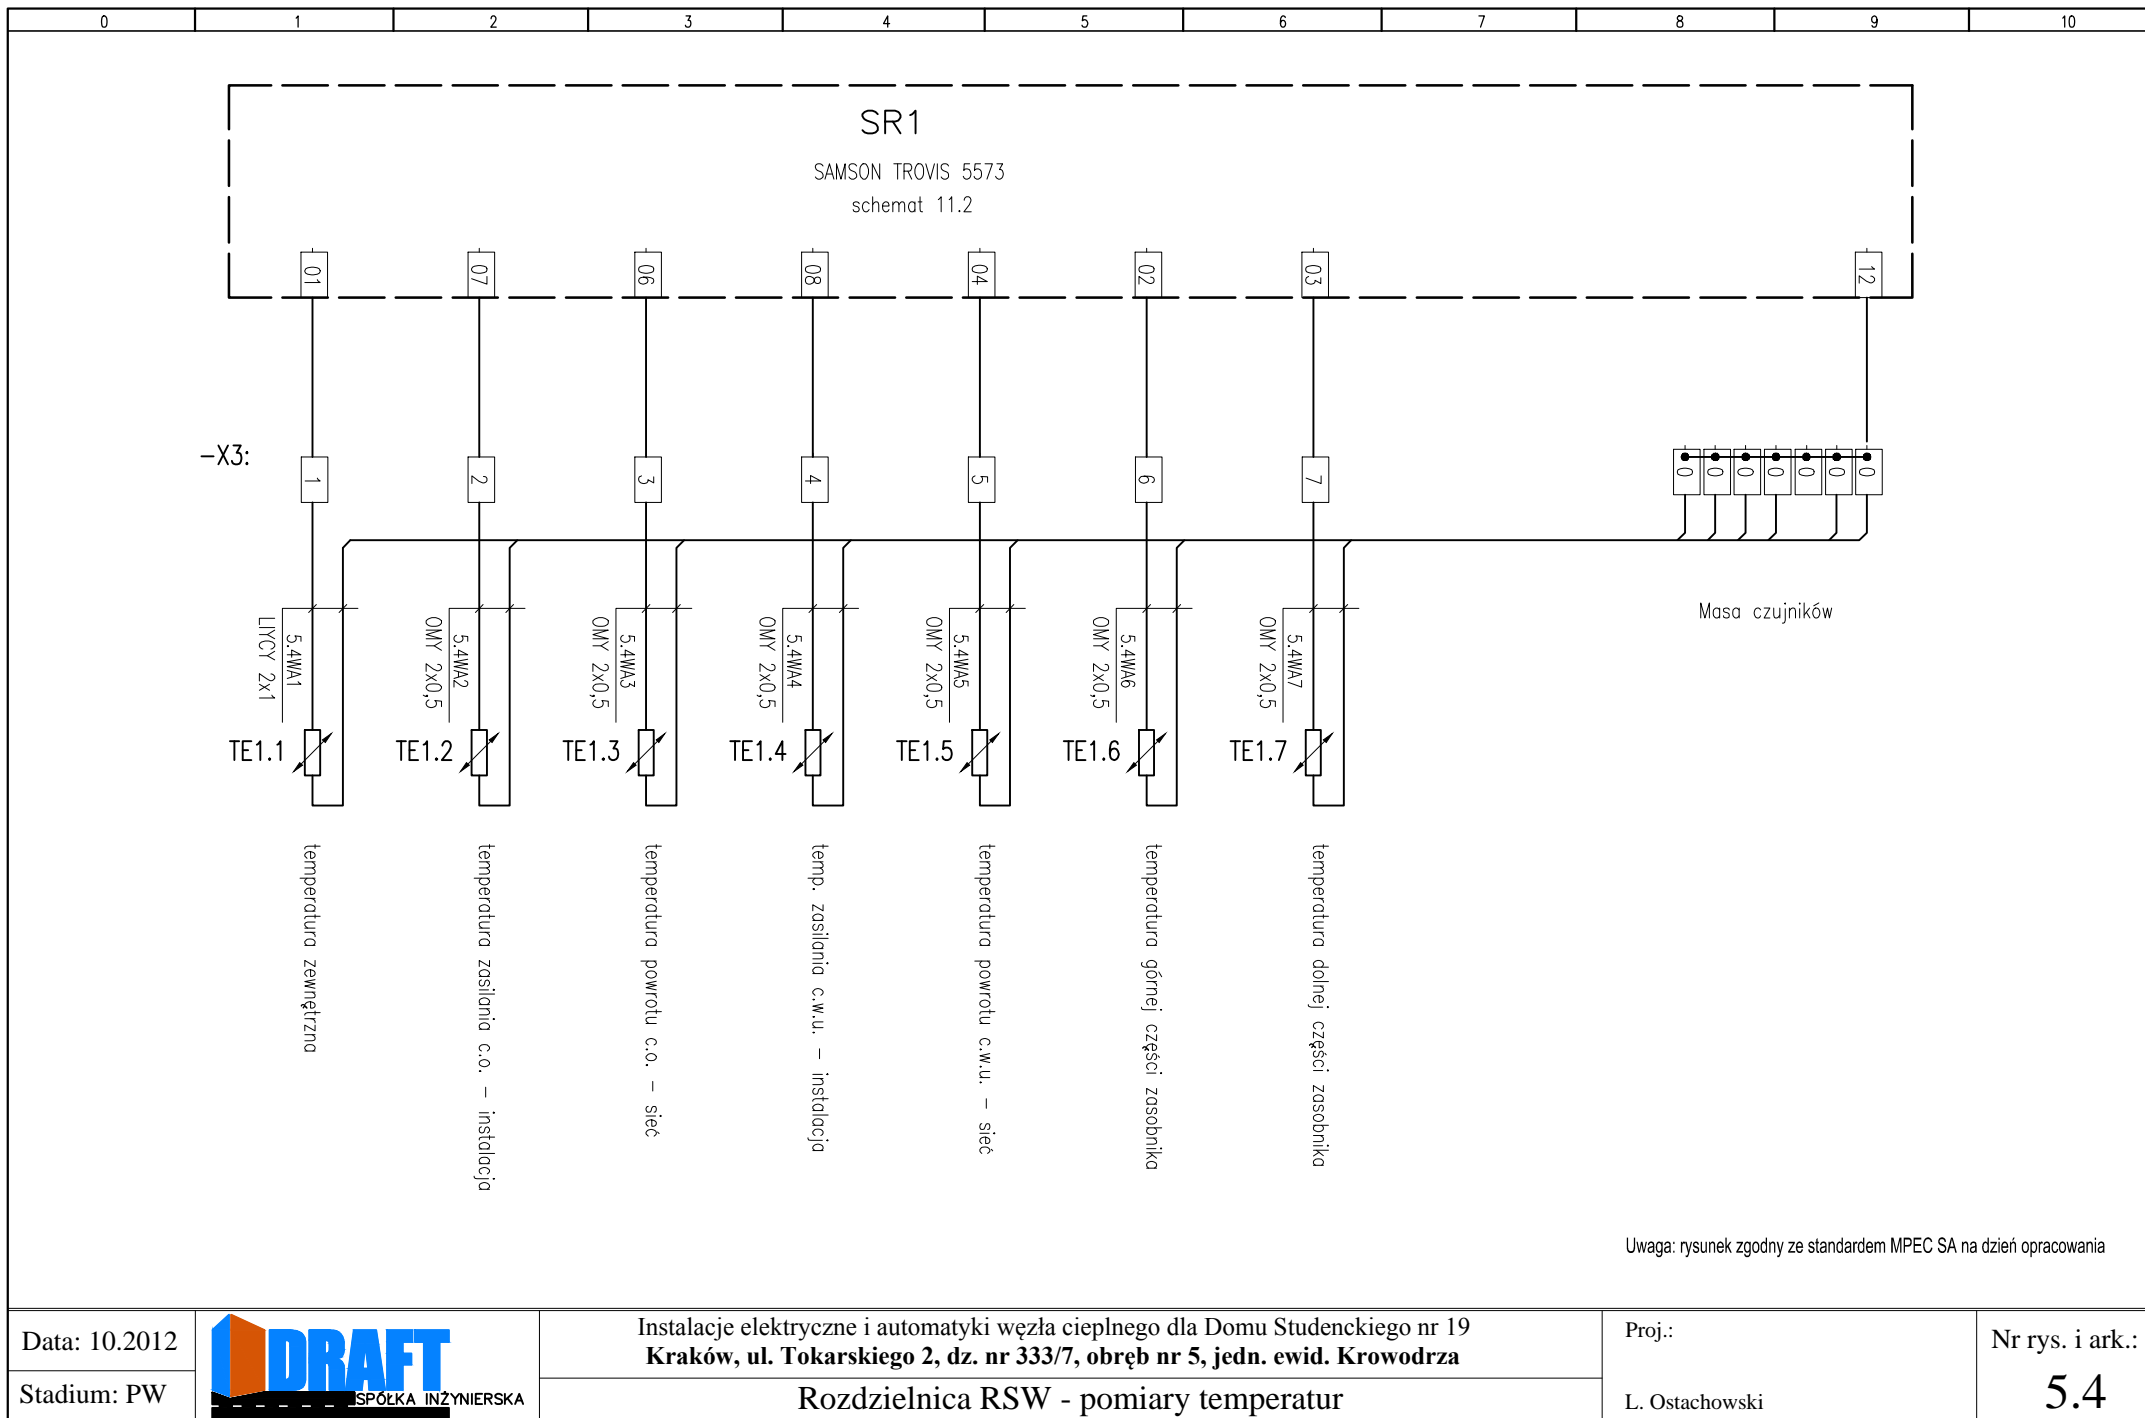 0 1 2 3 4 5 6 7 8 9 10
SR1
SAMSON TROVIS 5573
schemat 11.2
01 07 06 08 04 02 03 12
-X3:
1 2 3 4 5 6 7 0 0 0 0 0 0 0
Masa czujników
5.4WA1
LIYCY 2x1
5.4WA2
OMY 2x0,5
5.4WA3
OMY 2x0,5
5.4WA4
OMY 2x0,5
5.4WA5
OMY 2x0,5
5.4WA6
OMY 2x0,5
5.4WA7
OMY 2x0,5
TE1.1 TE1.2 TE1.3 TE1.4 TE1.5 TE1.6 TE1.7
temperatura zewnętrzna
temperatura zasilania c.o. – instalacja
temperatura powrotu c.o. – sieć
temp. zasilania c.w.u. – instalacja
temperatura powrotu c.w.u. – sieć
temperatura górnej części zasobnika
temperatura dolnej części zasobnika
Uwaga: rysunek zgodny ze standardem MPEC SA na dzień opracowania
Data: 10.2012
Stadium: PW
DRAFT
SPÓŁKA INŻYNIERSKA
Instalacje elektryczne i automatyki węzła cieplnego dla Domu Studenckiego nr 19
Kraków, ul. Tokarskiego 2, dz. nr 333/7, obręb nr 5, jedn. ewid. Krowodrza
Rozdzielnica RSW - pomiary temperatur
Proj.:
L. Ostachowski
Nr rys. i ark.:
5.4